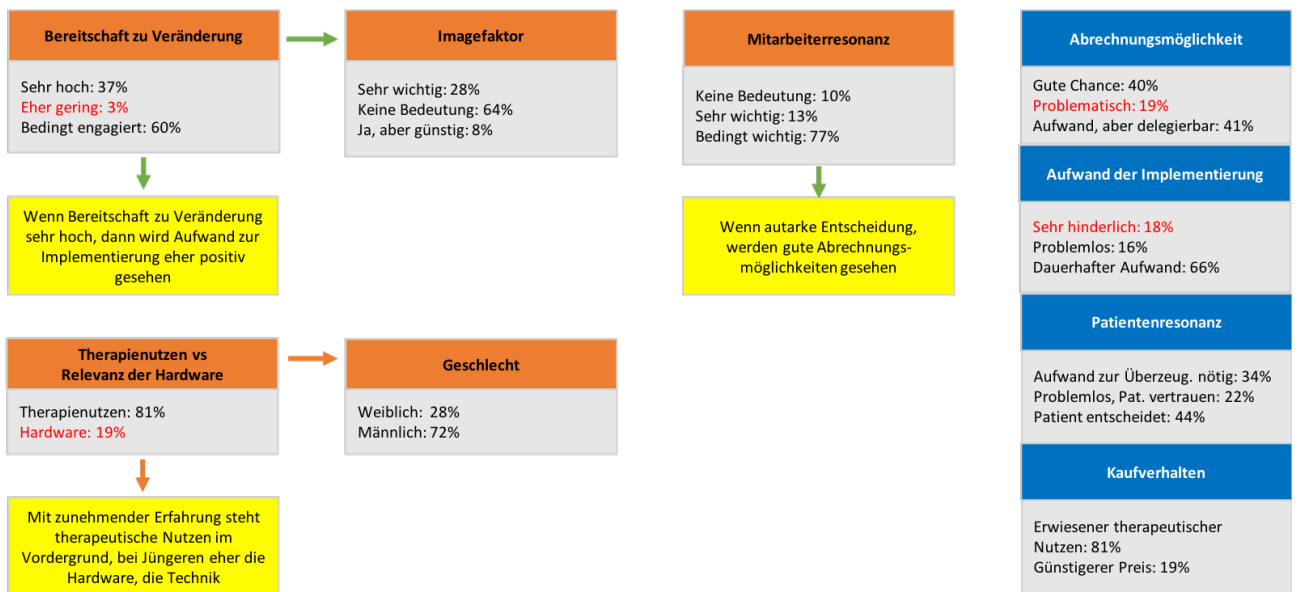 Bereitschaft zu Veränderung
Sehr hoch: 37%
Eher gering: 3%
Bedingt engagiert: 60%
Wenn Bereitschaft zu Veränderung
sehr hoch, dann wird Aufwand zur
Implementierung eher positiv
gesehen
Imagefaktor
Sehr wichtig: 28%
Keine Bedeutung: 64%
Ja, aber günstig: 8%
Therapienutzen vs
Relevanz der Hardware
Therapienutzen: 81%
Hardware: 19%
Mit zunehmender Erfahrung steht
therapeutische Nutzen im
Vordergrund, bei Jüngeren eher die
Hardware, die Technik
Geschlecht
Weiblich: 28%
Männlich: 72%
Mitarbeiterresonanz
Keine Bedeutung: 10%
Sehr wichtig: 13%
Bedingt wichtig: 77%
Wenn autarke Entscheidung,
werden gute Abrechnungs-
möglichkeiten gesehen
Abrechnungsmöglichkeit
Gute Chance: 40%
Problematisch: 19%
Aufwand, aber delegierbar: 41%
Aufwand der Implementierung
Sehr hinderlich: 18%
Problemlos: 16%
Dauerhafter Aufwand: 66%
Patientenresonanz
Aufwand zur Überzeug. nötig: 34%
Problemlos, Pat. vertrauen: 22%
Patient entscheidet: 44%
Kaufverhalten
Erwiesener therapeutischer
Nutzen: 81%
Günstigerer Preis: 19%